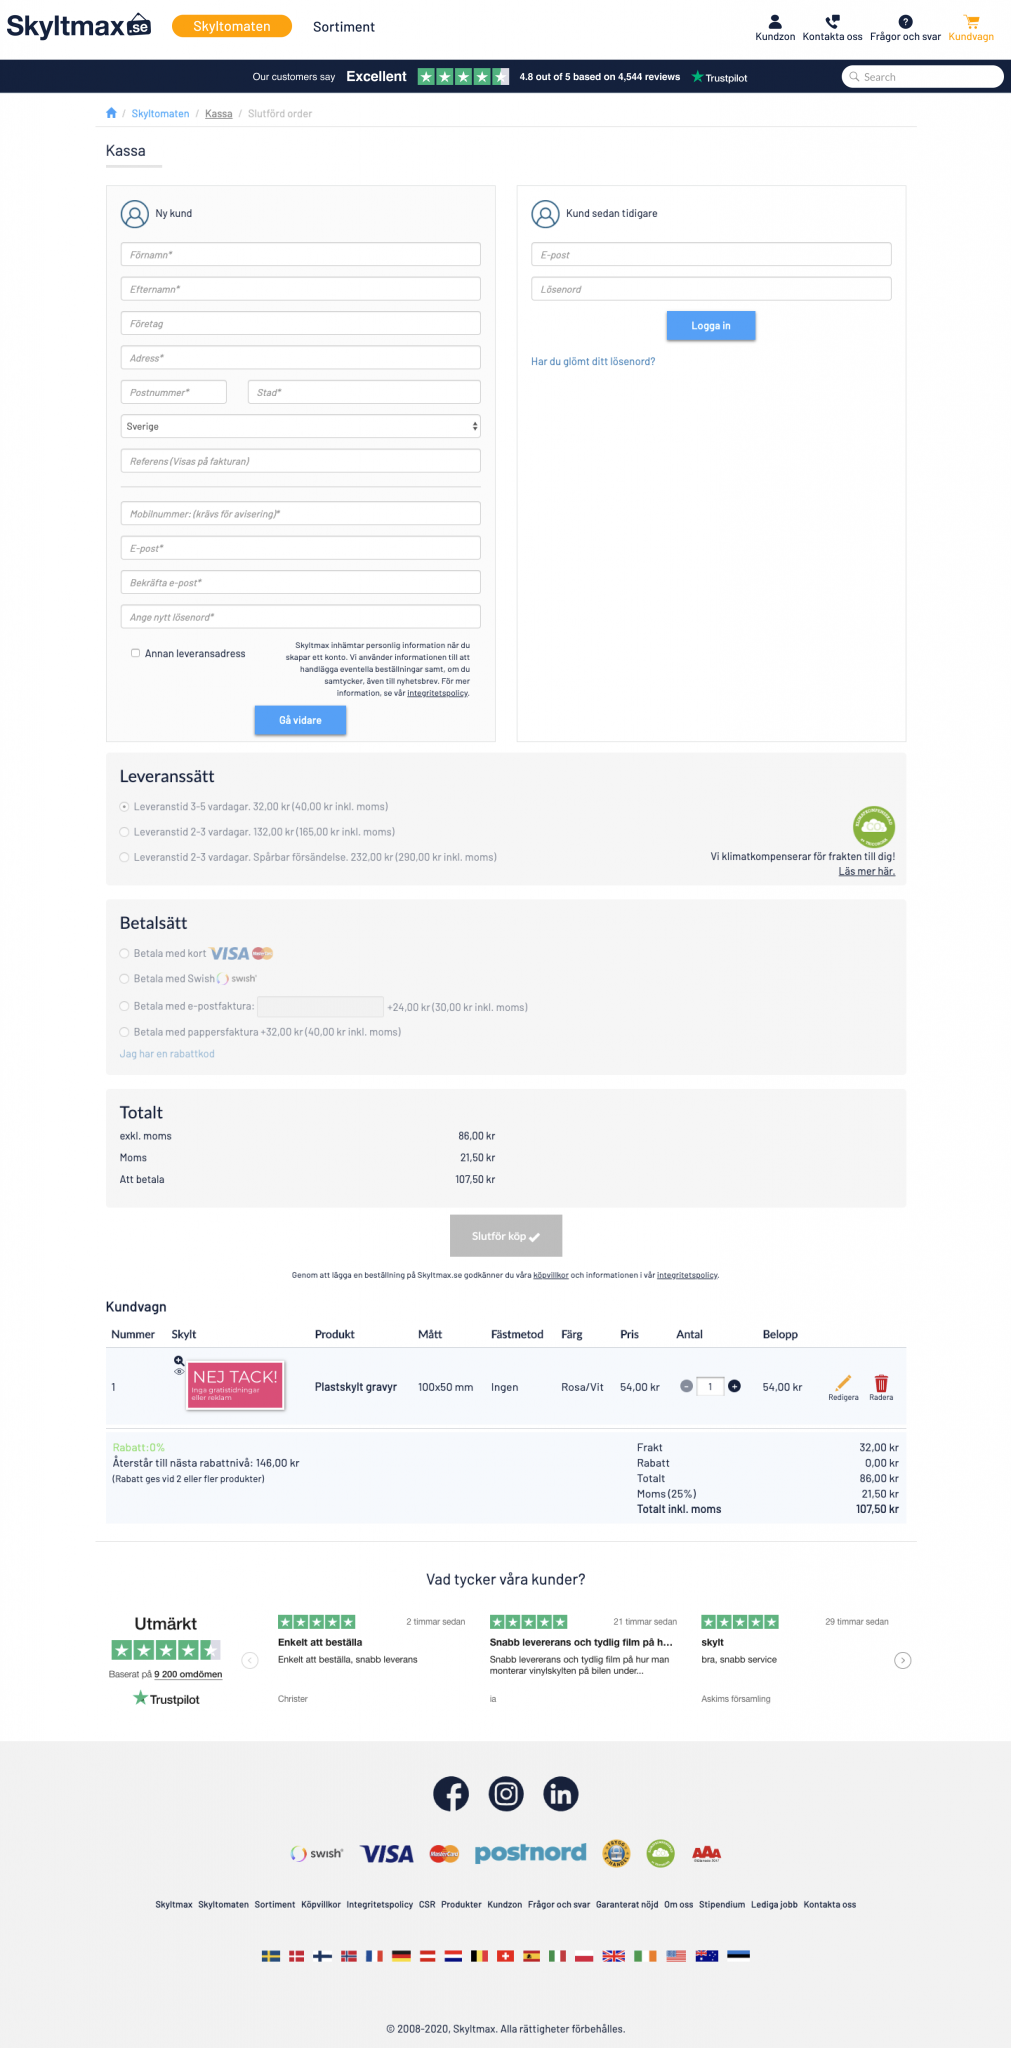 Skyltmax.se
Skyltomaten
Sortiment
Kundzon
Kontakta oss
Frågor och svar
Kundvagn
Our customers say Excellent 4.8 out of 5 based on 4,544 reviews Trustpilot
Search
/ Skyltomaten / Kassa / Slutförd order
Kassa
Ny kund
Förnamn*
Efternamn*
Företag
Adress*
Postnummer*
Stad*
Sverige
Referens (Visas på fakturan)
Mobilnummer: (krävs för avisering)*
E-post*
Bekräfta e-post*
Ange nytt lösenord*
Annan leveransadress
Skyltmax inhämtar personlig information när du
skapar ett konto. Vi använder informationen till att
handlägga eventella beställningar samt, om du
samtycker, även till nyhetsbrev. För mer
information, se vår integritetspolicy.
Gå vidare
Kund sedan tidigare
E-post
Lösenord
Logga in
Har du glömt ditt lösenord?
Leveranssätt
Leveranstid 3-5 vardagar. 32,00 kr (40,00 kr inkl. moms)
Leveranstid 2-3 vardagar. 132,00 kr (165,00 kr inkl. moms)
Leveranstid 2-3 vardagar. Spårbar försändelse. 232,00 kr (290,00 kr inkl. moms)
Vi klimatkompenserar för frakten till dig!
Läs mer här.
Betalsätt
Betala med kort VISA MasterCard
Betala med Swish swish
Betala med e-postfaktura: +24,00 kr (30,00 kr inkl. moms)
Betala med pappersfaktura +32,00 kr (40,00 kr inkl. moms)
Jag har en rabattkod
Totalt
exkl. moms 86,00 kr
Moms 21,50 kr
Att betala 107,50 kr
Slutför köp
Genom att lägga en beställning på Skyltmax.se godkänner du våra köpvillkor och informationen i vår integritetspolicy.
Kundvagn
Nummer Skylt Produkt Mått Fästmetod Färg Pris Antal Belopp
NEJ TACK!
Inga gratistidningar
eller reklam
1 Plastskylt gravyr 100x50 mm Ingen Rosa/Vit 54,00 kr - 1 + 54,00 kr
Redigera Radera
Rabatt:0%
Återstår till nästa rabattnivå: 146,00 kr
(Rabatt ges vid 2 eller fler produkter)
Frakt 32,00 kr
Rabatt 0,00 kr
Totalt 86,00 kr
Moms (25%) 21,50 kr
Totalt inkl. moms 107,50 kr
Vad tycker våra kunder?
Utmärkt
Baserat på 9 200 omdömen
Trustpilot
2 timmar sedan
Enkelt att beställa
Enkelt att beställa, snabb leverans
Christer
21 timmar sedan
Snabb levererans och tydlig film på h...
Snabb levererans och tydlig film på hur man
monterar vinylskylten på bilen under...
ia
29 timmar sedan
skylt
bra, snabb service
Askims församling
swish VISA MasterCard postnord AAA
Skyltmax Skyltomaten Sortiment Köpvillkor Integritetspolicy CSR Produkter Kundzon Frågor och svar Garanterat nöjd Om oss Stipendium Lediga jobb Kontakta oss
© 2008-2020, Skyltmax. Alla rättigheter förbehålles.